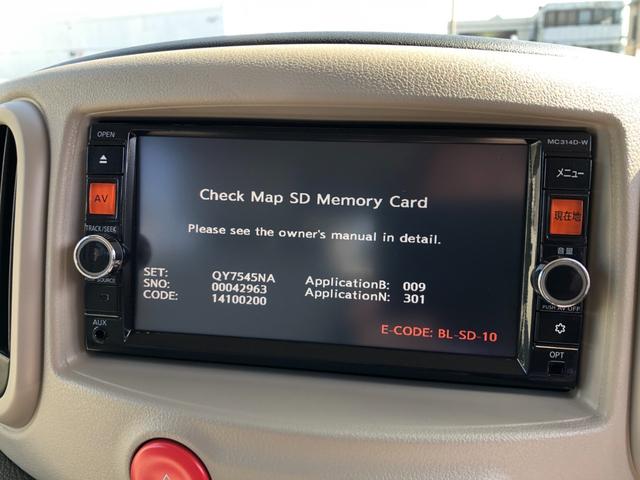 OPEN
MC314D-W
メニュー
AV
現在地
TRACK/SEEK
音量
Check Map SD Memory Card
Please see the owner's manual in detail.
SET: QY7545NA ApplicationB: 009
SNO: 00042963 ApplicationN: 301
CODE: 14100200
E-CODE: BL-SD-10
SOURCE
PUSH AV OFF
AUX
OPT